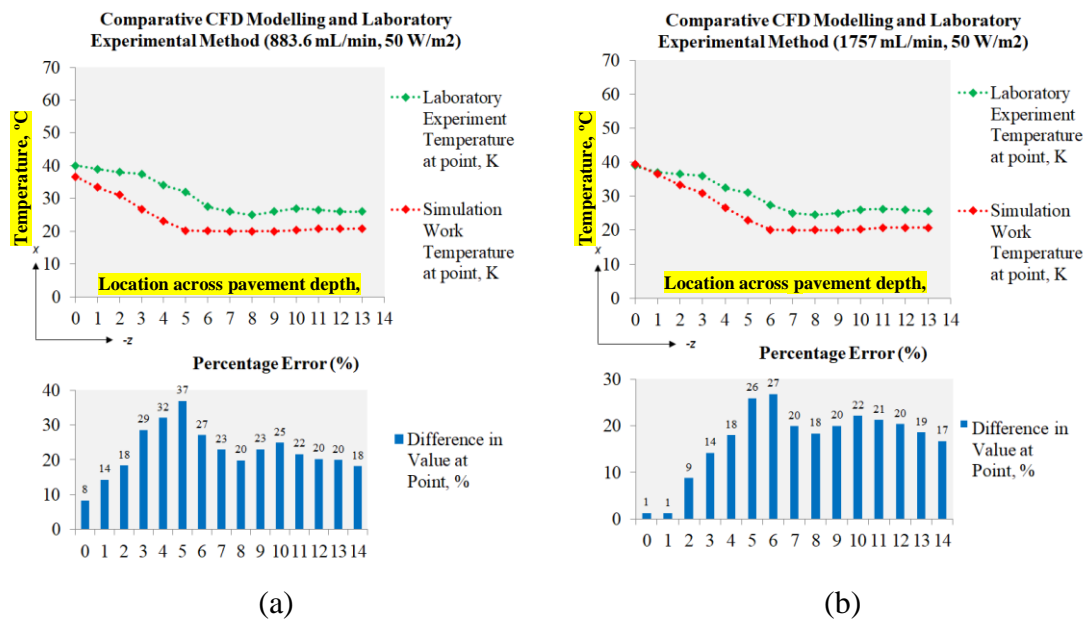 Comparative CFD Modelling and Laboratory
Experimental Method (883.6 mL/min, 50 W/m2)
70
60
50
40
30
20
10
0
Temperature, °C
x
Location across pavement depth,
0 1 2 3 4 5 6 7 8 9 10 11 12 13 14
-z
Laboratory
Experiment
Temperature
at point, K
Simulation
Work
Temperature
at point, K
Percentage Error (%)
40
30
20
10
0
8 14 18 29 32 37 27 23 20 23 25 22 20 20 18
0 1 2 3 4 5 6 7 8 9 10 11 12 13 14
Difference in
Value at
Point, %
(a)
Comparative CFD Modelling and Laboratory
Experimental Method (1757 mL/min, 50 W/m2)
70
60
50
40
30
20
10
0
Temperature, °C
x
Location across pavement depth,
0 1 2 3 4 5 6 7 8 9 10 11 12 13 14
-z
Laboratory
Experiment
Temperature
at point, K
Simulation
Work
Temperature
at point, K
Percentage Error (%)
30
20
10
0
1 1 9 14 18 26 27 20 18 20 22 21 20 19 17
0 1 2 3 4 5 6 7 8 9 10 11 12 13 14
Difference in
Value at
Point, %
(b)